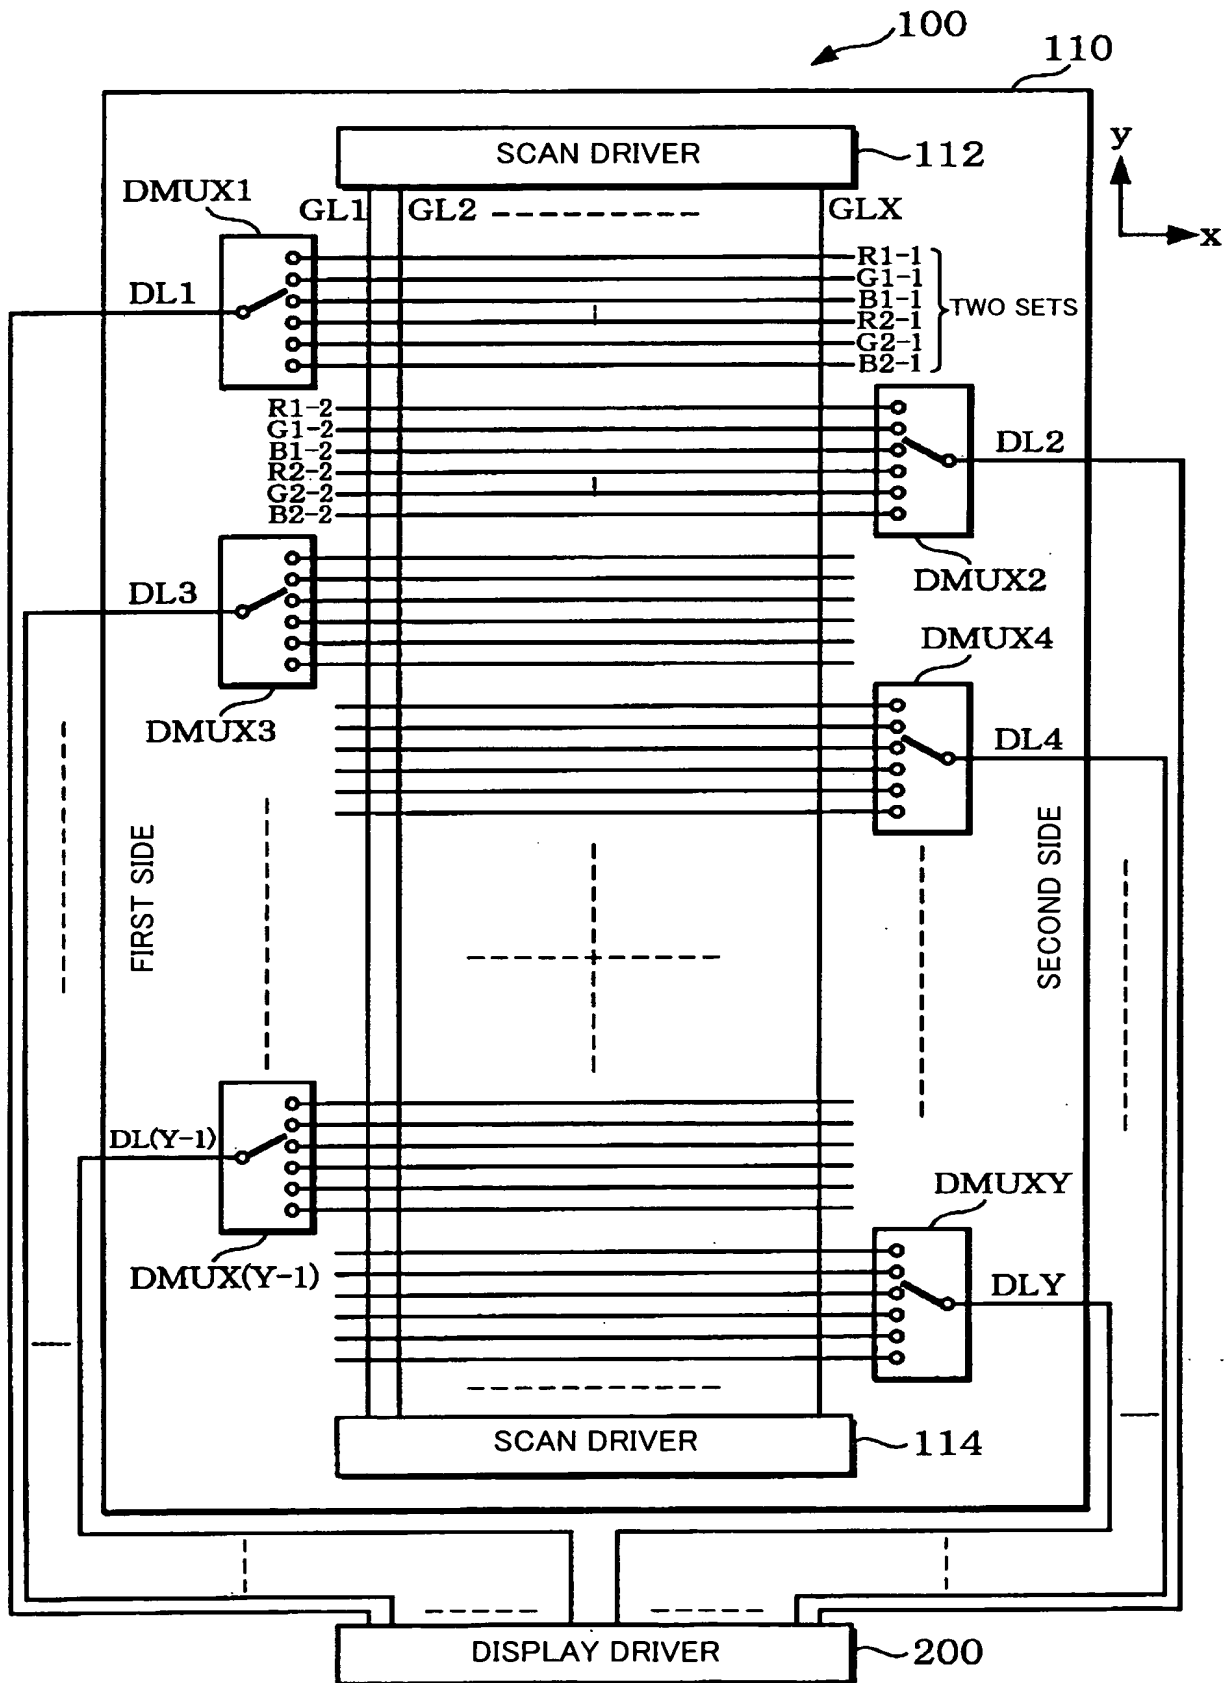 100
110
SCAN DRIVER
112
y
x
DMUX1
GL1
GL2
GLX
R1-1
G1-1
B1-1
R2-1
G2-1
B2-1
TWO SETS
DL1
R1-2
G1-2
B1-2
R2-2
G2-2
B2-2
DL2
DMUX2
DL3
DMUX3
DMUX4
DL4
FIRST SIDE
SECOND SIDE
DL(Y-1)
DMUX(Y-1)
DMUXY
DLY
SCAN DRIVER
114
DISPLAY DRIVER
200